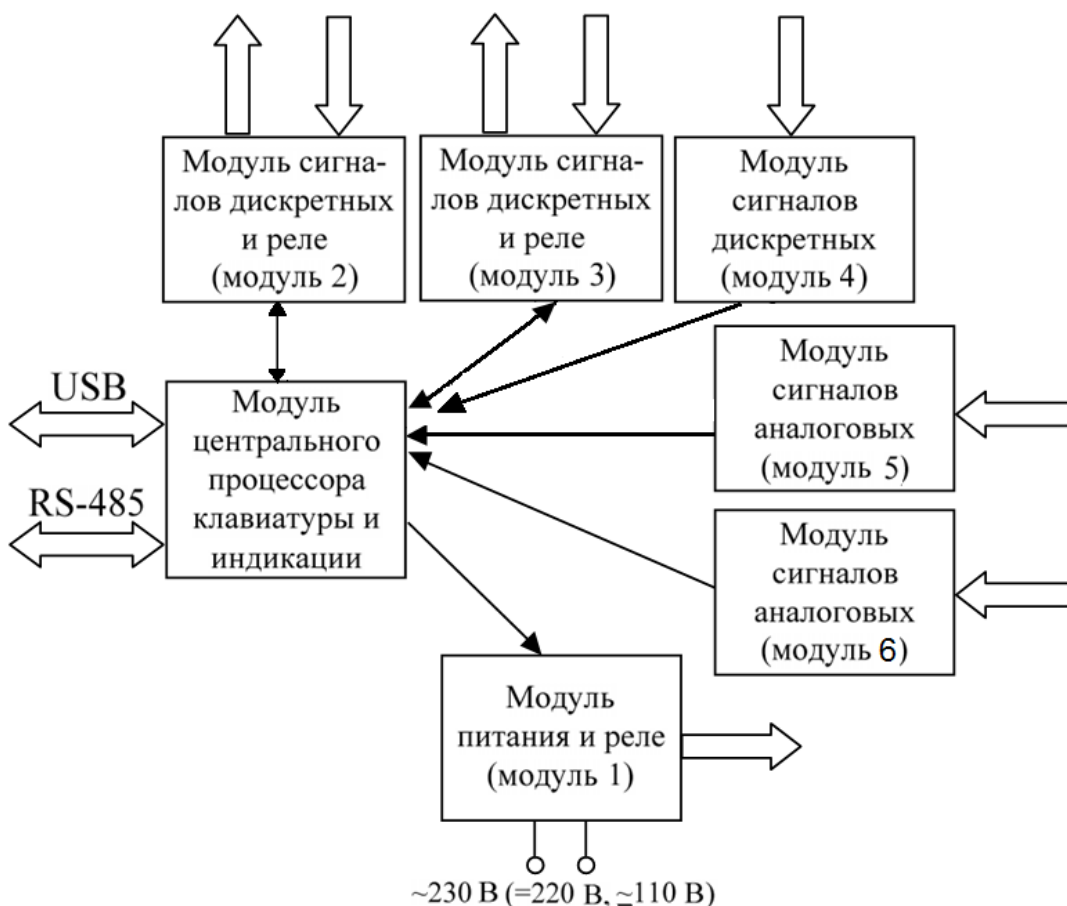 Модуль сигна-
лов дискретных
и реле
(модуль 2)
Модуль сигна-
лов дискретных
и реле
(модуль 3)
Модуль
сигналов
дискретных
(модуль 4)
USB
RS-485
Модуль
центрального
процессора
клавиатуры и
индикации
Модуль
сигналов
аналоговых
(модуль 5)
Модуль
сигналов
аналоговых
(модуль 6)
Модуль
питания и реле
(модуль 1)
~230 В (=220 В, ~110 В)